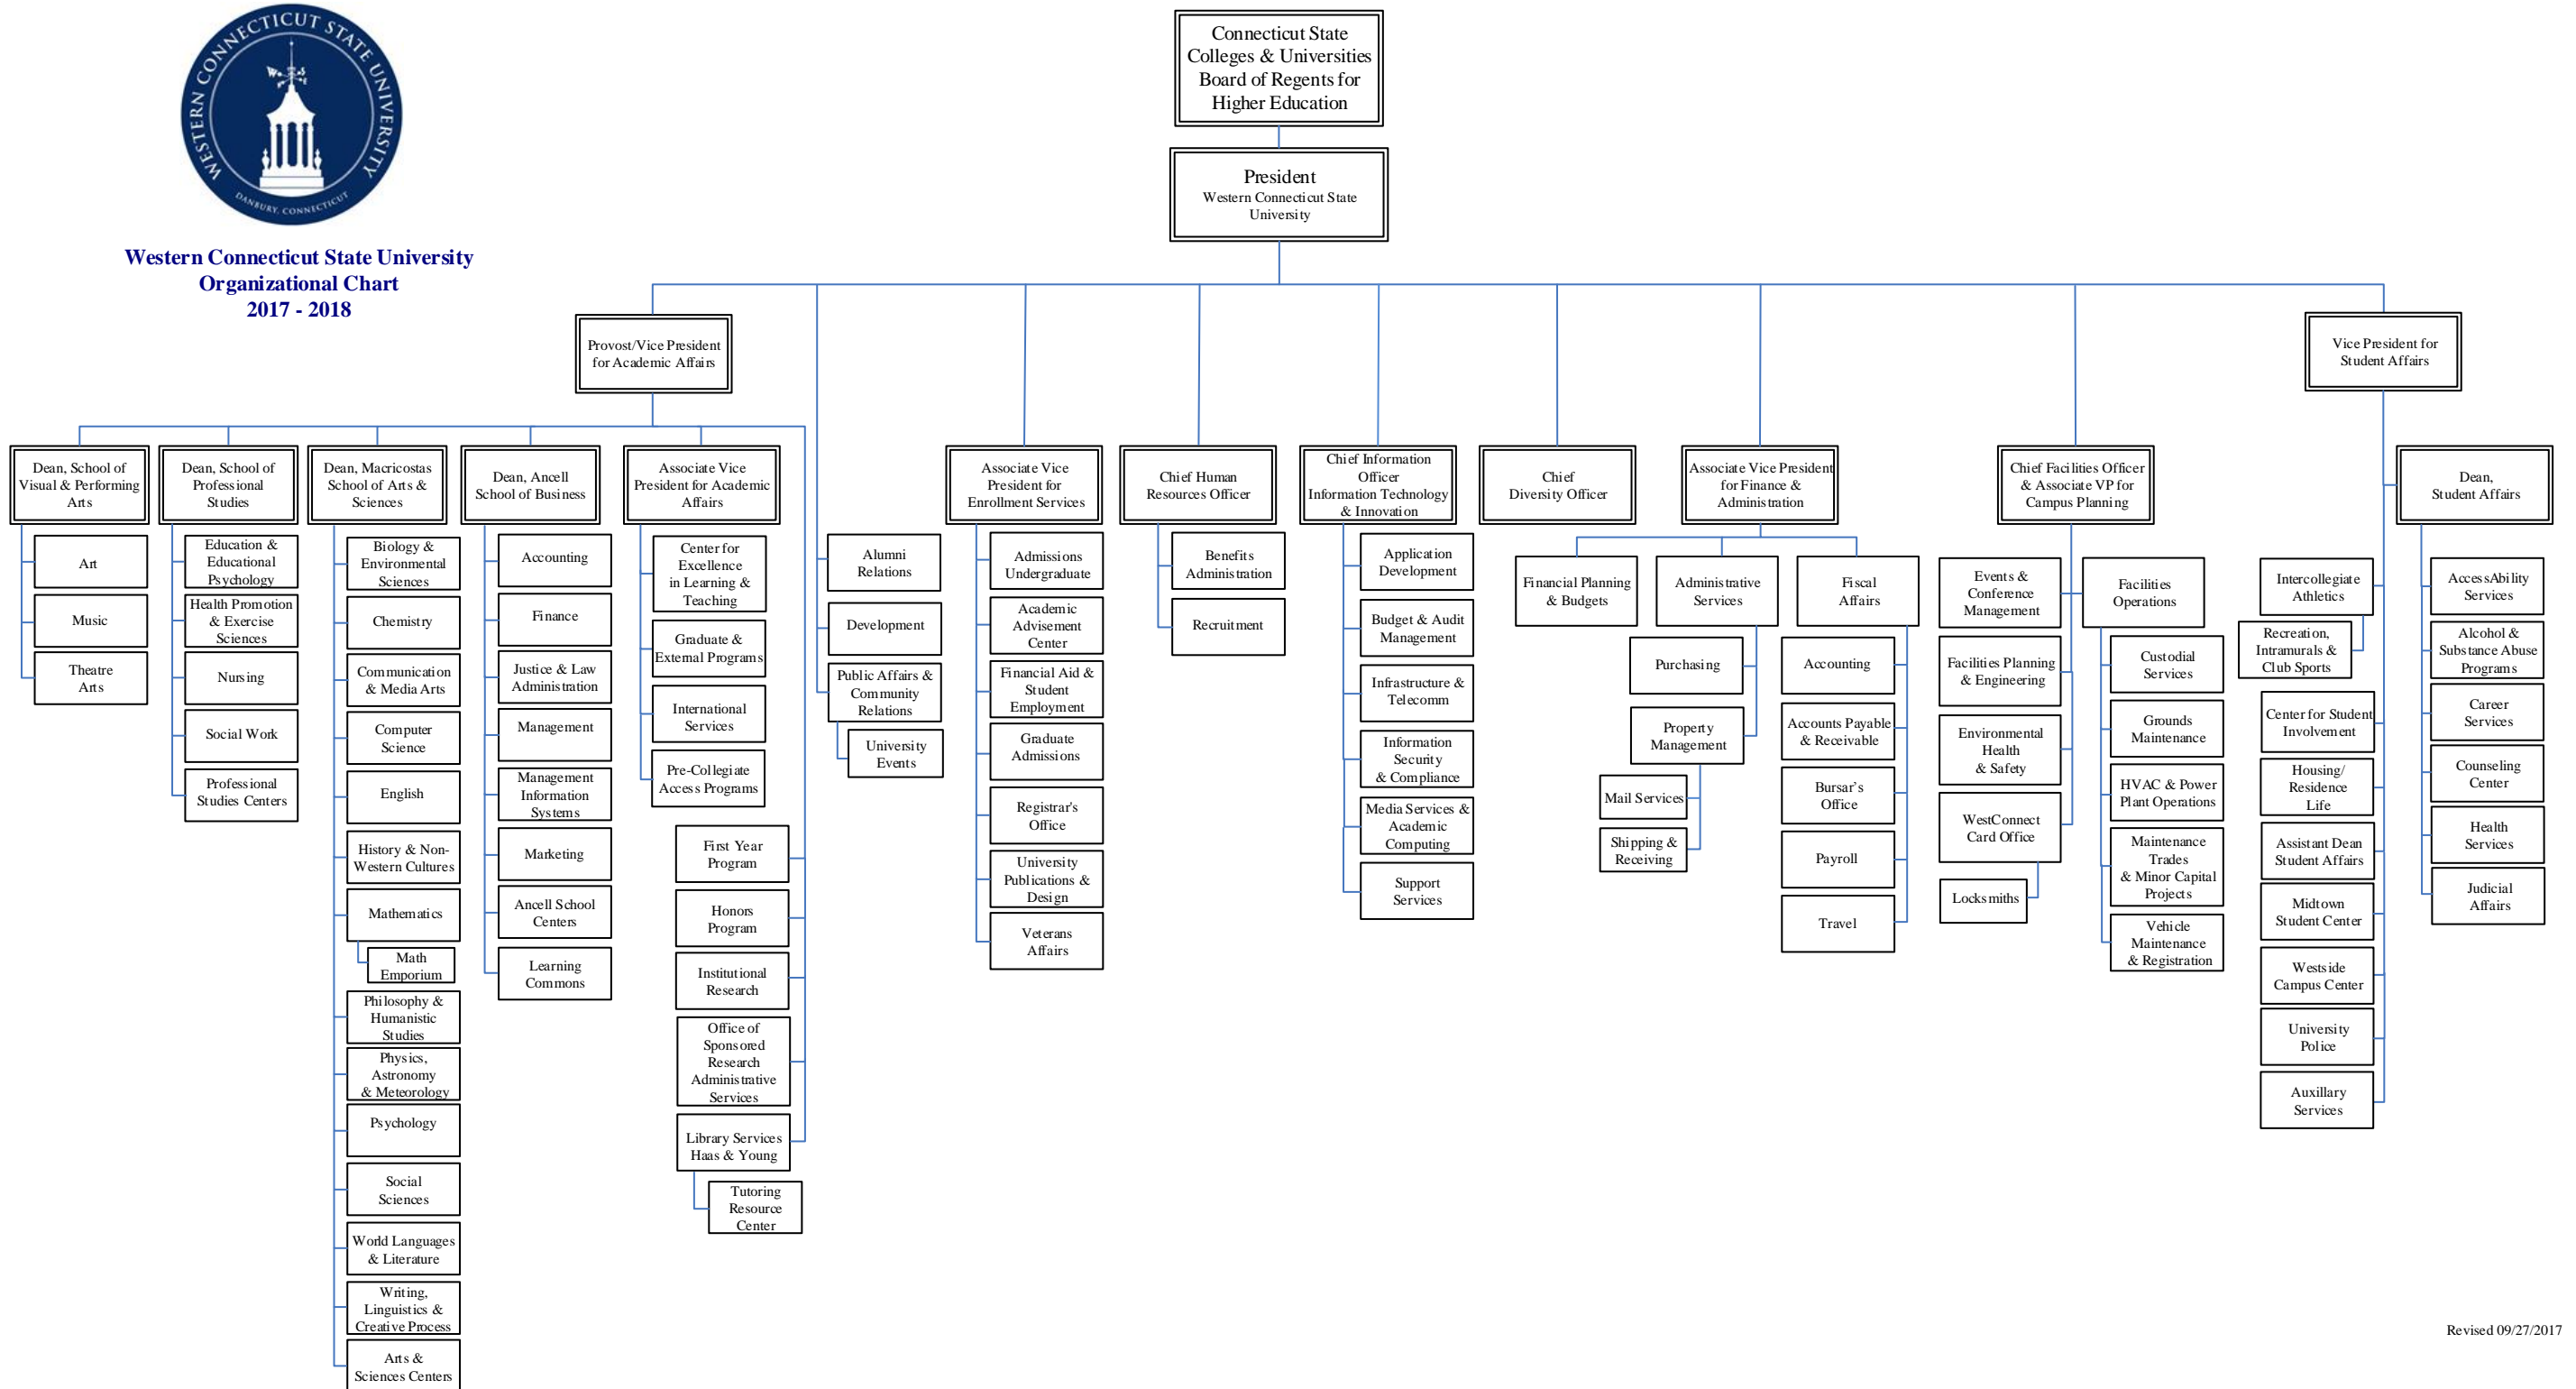 WESTERN CONNECTICUT STATE UNIVERSITY
DANBURY, CONNECTICUT
Western Connecticut State University
Organizational Chart
2017 - 2018
Connecticut State
Colleges & Universities
Board of Regents for
Higher Education
President
Western Connecticut State
University
Provost/Vice President
for Academic Affairs
Vice President for
Student Affairs
Dean, School of
Visual & Performing
Arts
Dean, School of
Professional
Studies
Dean, Macricostas
School of Arts &
Sciences
Dean, Ancell
School of Business
Associate Vice
President for Academic
Affairs
Associate Vice
President for
Enrollment Services
Chief Human
Resources Officer
Chief Information
Officer
Information Technology
& Innovation
Chief
Diversity Officer
Associate Vice President
for Finance &
Administration
Chief Facilities Officer
& Associate VP for
Campus Planning
Dean,
Student Affairs
Art
Music
Theatre
Arts
Education &
Educational
Psychology
Health Promotion
& Exercise
Sciences
Nursing
Social Work
Professional
Studies Centers
Biology &
Environmental
Sciences
Chemistry
Communication
& Media Arts
Computer
Science
English
History & Non-
Western Cultures
Mathematics
Math
Emporium
Philosophy &
Humanistic
Studies
Physics,
Astronomy
& Meteorology
Psychology
Social
Sciences
World Languages
& Literature
Writing,
Linguistics &
Creative Process
Arts &
Sciences Centers
Accounting
Finance
Justice & Law
Administration
Management
Management
Information
Systems
Marketing
Ancell School
Centers
Learning
Commons
Center for
Excellence
in Learning &
Teaching
Graduate &
External Programs
International
Services
Pre-Collegiate
Access Programs
First Year
Program
Honors
Program
Institutional
Research
Office of
Sponsored
Research
Administrative
Services
Library Services
Haas & Young
Tutoring
Resource
Center
Alumni
Relations
Development
Public Affairs &
Community
Relations
University
Events
Admissions
Undergraduate
Academic
Advisement
Center
Financial Aid &
Student
Employment
Graduate
Admissions
Registrar's
Office
University
Publications &
Design
Veterans
Affairs
Benefits
Administration
Recruitment
Application
Development
Budget & Audit
Management
Infrastructure &
Telecomm
Information
Security
& Compliance
Media Services &
Academic
Computing
Support
Services
Financial Planning
& Budgets
Administrative
Services
Purchasing
Property
Management
Mail Services
Shipping &
Receiving
Fiscal
Affairs
Accounting
Accounts Payable
& Receivable
Bursar's
Office
Payroll
Travel
Events &
Conference
Management
Facilities Planning
& Engineering
Environmental
Health
& Safety
WestConnect
Card Office
Locksmiths
Facilities
Operations
Custodial
Services
Grounds
Maintenance
HVAC & Power
Plant Operations
Maintenance
Trades
& Minor Capital
Projects
Vehicle
Maintenance
& Registration
Intercollegiate
Athletics
Recreation,
Intramurals &
Club Sports
Center for Student
Involvement
Housing/
Residence
Life
Assistant Dean
Student Affairs
Midtown
Student Center
Westside
Campus Center
University
Police
Auxillary
Services
AccessAbility
Services
Alcohol &
Substance Abuse
Programs
Career
Services
Counseling
Center
Health
Services
Judicial
Affairs
Revised 09/27/2017